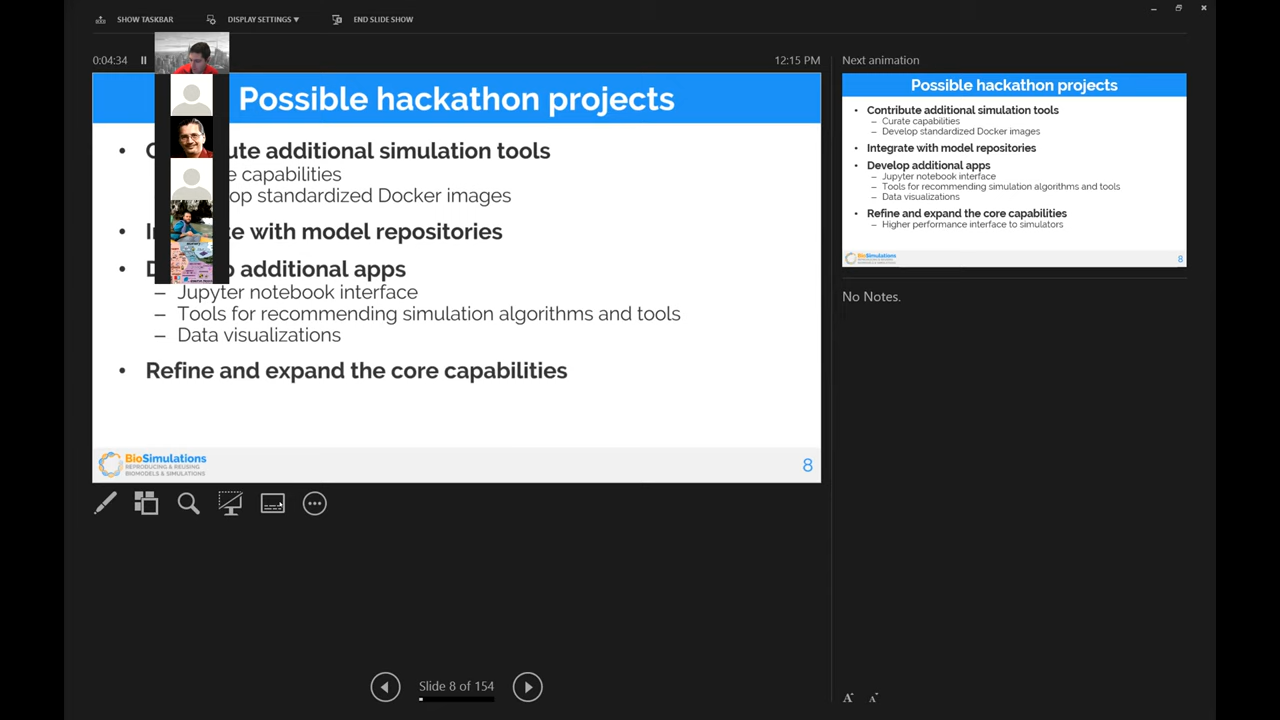 SHOW TASKBAR
DISPLAY SETTINGS ▼
END SLIDE SHOW
0:04:34
12:15 PM
Possible hackathon projects
• C ute additional simulation tools
e capabilities
op standardized Docker images
• I e with model repositories
• D p additional apps
– Jupyter notebook interface
– Tools for recommending simulation algorithms and tools
– Data visualizations
• Refine and expand the core capabilities
BioSimulations
REPRODUCING & REUSING
BIOMODELS & SIMULATIONS
8
Next animation
Possible hackathon projects
• Contribute additional simulation tools
– Curate capabilities
– Develop standardized Docker images
• Integrate with model repositories
• Develop additional apps
– Jupyter notebook interface
– Tools for recommending simulation algorithms and tools
– Data visualizations
• Refine and expand the core capabilities
– Higher performance interface to simulators
BioSimulations
8
No Notes.
Slide 8 of 154
A A